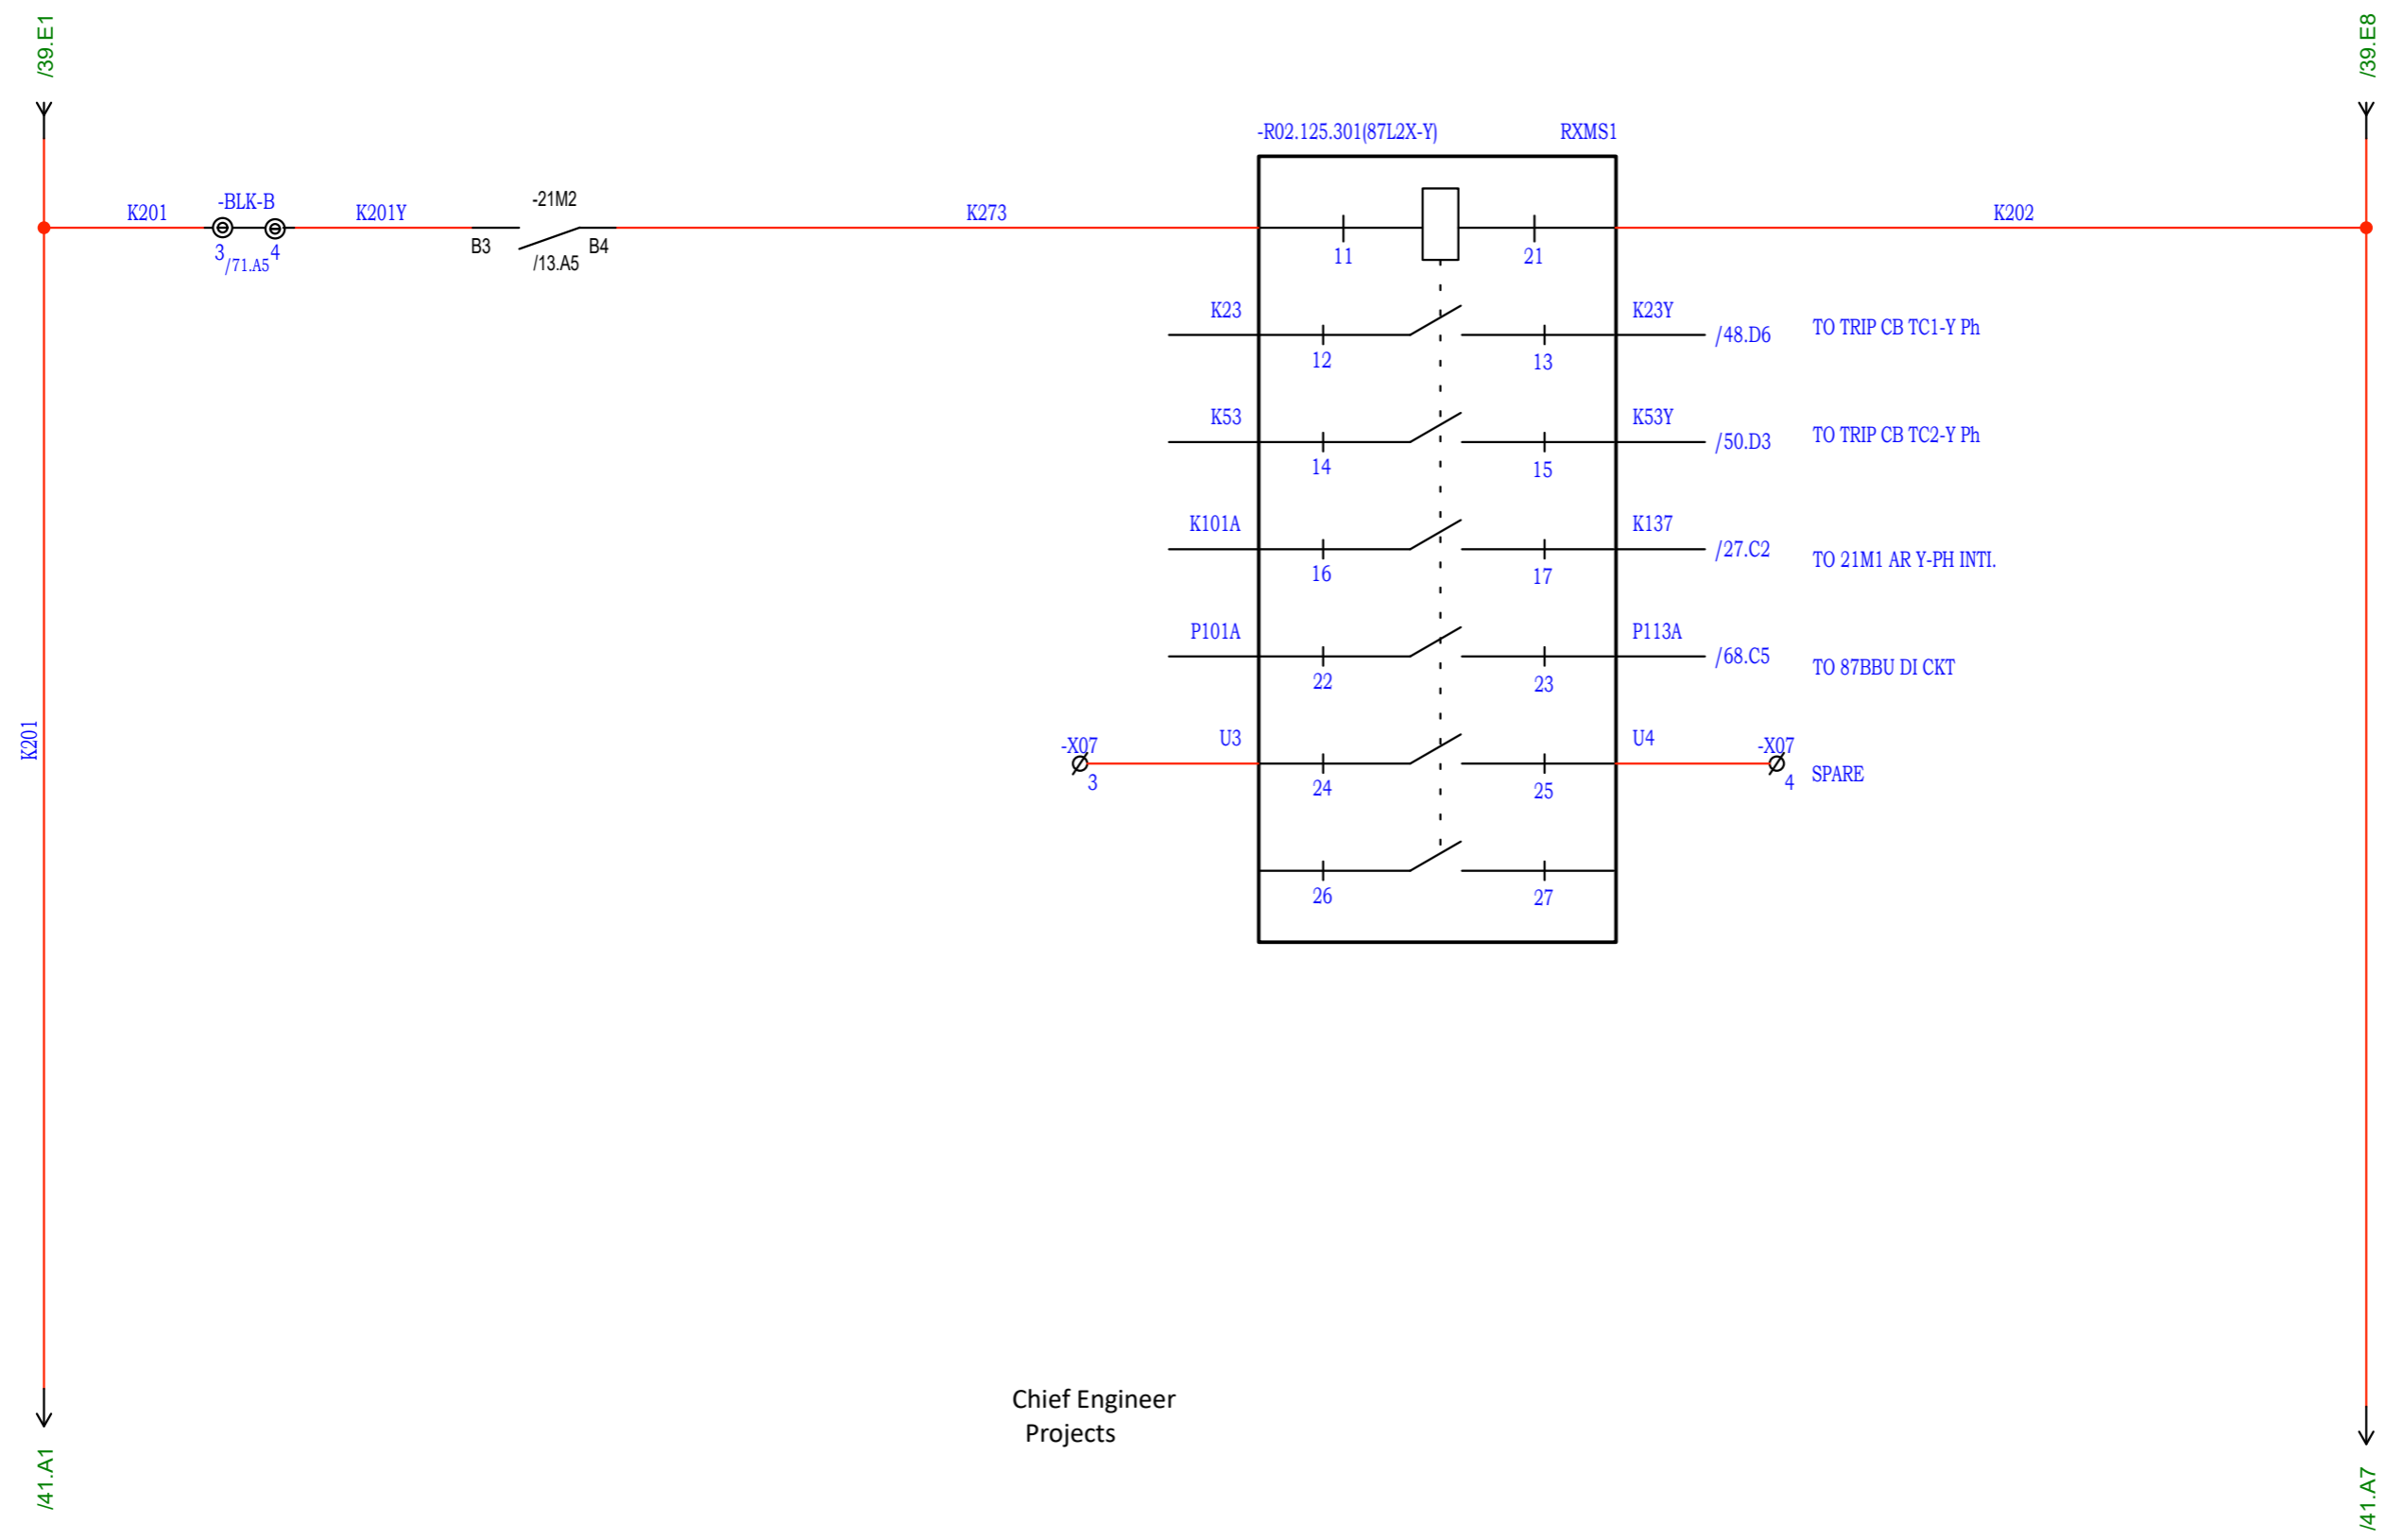 /39.E1
/39.E8
-R02.125.301(87L2X-Y) RXMS1
K201 -BLK-B K201Y -21M2 K273 K202
3 /71.A5 4 B3 /13.A5 B4 11 21
K23 K23Y
12 13 /48.D6 TO TRIP CB TC1-Y Ph
K53 K53Y
14 15 /50.D3 TO TRIP CB TC2-Y Ph
K101A K137
16 17 /27.C2 TO 21M1 AR Y-PH INTI.
P101A P113A
22 23 /68.C5 TO 87BBU DI CKT
K201
-X07 U3 U4 -X07
3 24 25 4 SPARE
26 27
Chief Engineer
Projects
/41.A1
/41.A7